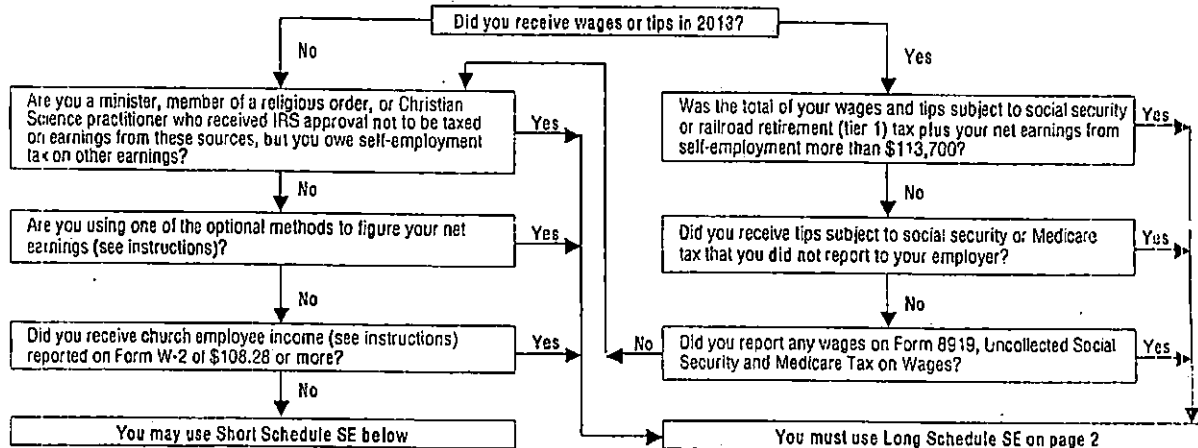 Did you receive wages or tips in 2013?
No
Yes
Are you a minister, member of a religious order, or Christian
Science practitioner who received IRS approval not to be taxed
on earnings from these sources, but you owe self-employment
tax on other earnings?
Yes
No
Are you using one of the optional methods to figure your net
earnings (see instructions)?
Yes
No
Did you receive church employee income (see instructions)
reported on Form W-2 of $108.28 or more?
Yes
No
You may use Short Schedule SE below
Was the total of your wages and tips subject to social security
or railroad retirement (tier 1) tax plus your net earnings from
self-employment more than $113,700?
Yes
No
Did you receive tips subject to social security or Medicare
tax that you did not report to your employer?
Yes
No
Did you report any wages on Form 8919, Uncollected Social
Security and Medicare Tax on Wages?
No
Yes
You must use Long Schedule SE on page 2